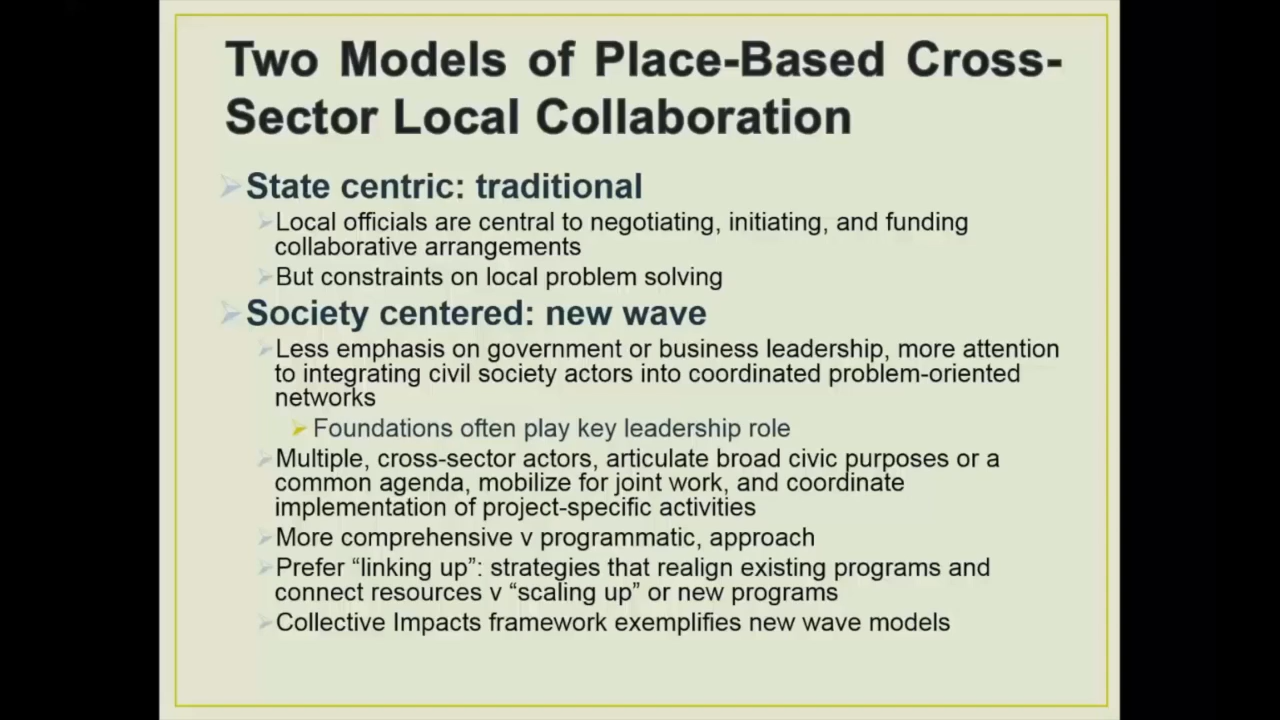 Two Models of Place-Based Cross-
Sector Local Collaboration
State centric: traditional
Local officials are central to negotiating, initiating, and funding
collaborative arrangements
But constraints on local problem solving
Society centered: new wave
Less emphasis on government or business leadership, more attention
to integrating civil society actors into coordinated problem-oriented
networks
Foundations often play key leadership role
Multiple, cross-sector actors, articulate broad civic purposes or a
common agenda, mobilize for joint work, and coordinate
implementation of project-specific activities
More comprehensive v programmatic, approach
Prefer “linking up”: strategies that realign existing programs and
connect resources v “scaling up” or new programs
Collective Impacts framework exemplifies new wave models